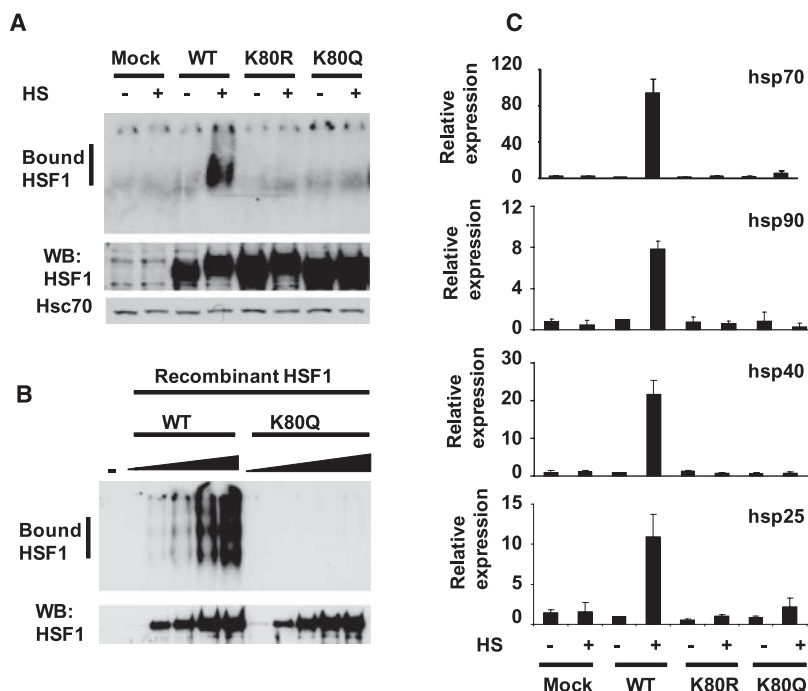 A
Mock WT K80R K80Q
HS - + - + - + - +
Bound
HSF1
WB:
HSF1
Hsc70
B
Recombinant HSF1
WT K80Q
-
Bound
HSF1
WB:
HSF1
C
Relative
expression
120
80
40
0
hsp70
Relative
expression
12
8
4
0
hsp90
Relative
expression
30
20
10
0
hsp40
Relative
expression
15
10
5
0
hsp25
HS - + - + - + - +
Mock WT K80R K80Q